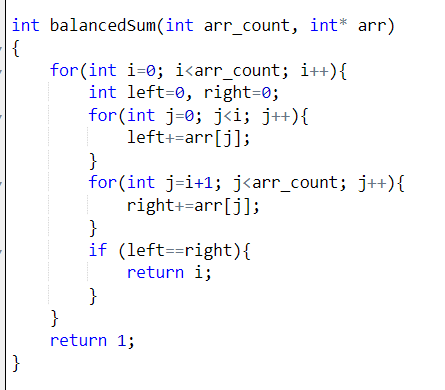 int balancedSum(int arr_count, int* arr)
{
    for(int i=0; i<arr_count; i++){
        int left=0, right=0;
        for(int j=0; j<i; j++){
            left+=arr[j];
        }
        for(int j=i+1; j<arr_count; j++){
            right+=arr[j];
        }
        if (left==right){
            return i;
        }
    }
    return 1;
}